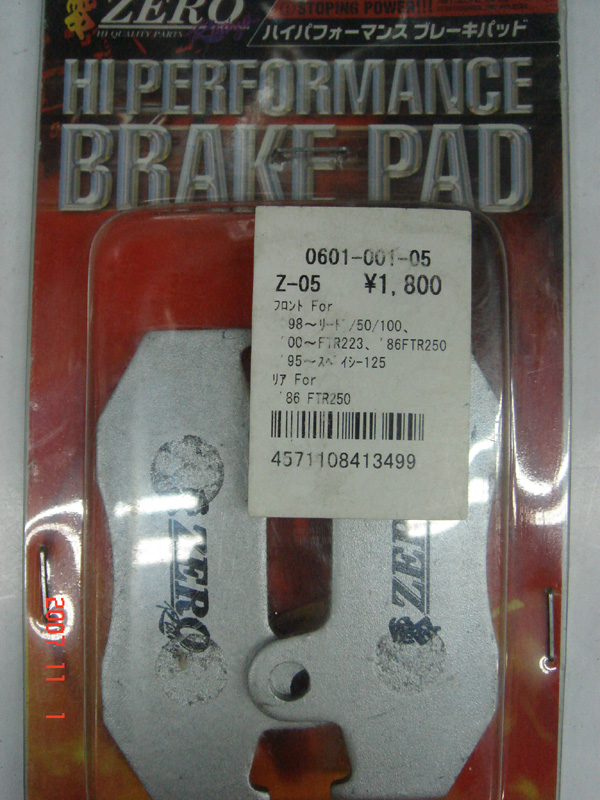 ZERO
STOPING POWER!!!
HI QUALITY PARTS
ハイパフォーマンス ブレーキパッド
HI PERFORMANCE
BRAKE PAD
0601-001-05
Z-05 ¥1,800
ﾌﾛﾝﾄ For
'98～ﾘｰﾄﾞ/50/100、
'00～FTR223、'86FTR250
'95～ｽﾍﾟｲｼｰ125
ﾘｱ For
'86 FTR250
4571108413499
ZERO
ZERO
2001 11 1